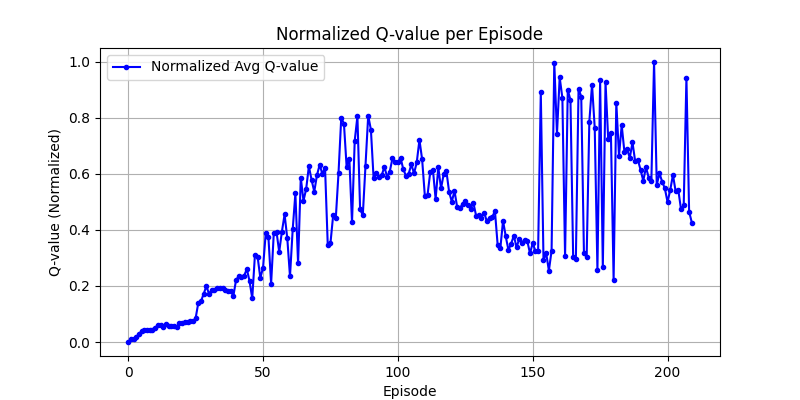 Normalized Q-value per Episode
Normalized Avg Q-value
Q-value (Normalized)
1.0
0.8
0.6
0.4
0.2
0.0
0 50 100 150 200
Episode